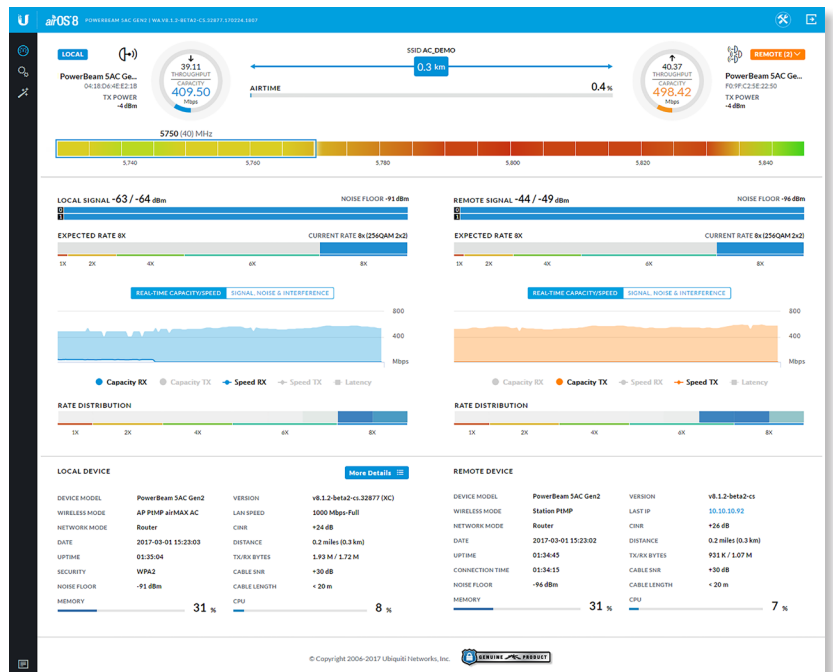 airOS 8 POWERBEAM 5AC GEN2 | WA.V8.1.2-BETA2-CS.32877.170324.1807
LOCAL
PowerBeam 5AC Ge...
04:18:D6:4E:E2:18
TX POWER
-4 dBm
39.11
THROUGHPUT
CAPACITY
409.50
Mbps
SSID AC_DEMO
0.3 km
AIRTIME 0.4 %
40.37
THROUGHPUT
CAPACITY
498.42
Mbps
REMOTE [2]
PowerBeam 5AC Ge...
F0:9F:C2:5E:22:50
TX POWER
-4 dBm
5750 (40) MHz
5,740 5,760 5,780 5,800 5,820 5,840
LOCAL SIGNAL -63 / -64 dBm NOISE FLOOR -91 dBm
0
1
EXPECTED RATE 8X CURRENT RATE 8x (256QAM 2x2)
1X 2X 4X 6X 8X
REAL-TIME CAPACITY/SPEED SIGNAL, NOISE & INTERFERENCE
800
400
Mbps
Capacity RX Capacity TX Speed RX Speed TX Latency
RATE DISTRIBUTION
1X 2X 4X 6X 8X
REMOTE SIGNAL -44 / -49 dBm NOISE FLOOR -96 dBm
0
1
EXPECTED RATE 8X CURRENT RATE 8x (256QAM 2x2)
1X 2X 4X 6X 8X
REAL-TIME CAPACITY/SPEED SIGNAL, NOISE & INTERFERENCE
800
400
Mbps
Capacity RX Capacity TX Speed RX Speed TX Latency
RATE DISTRIBUTION
1X 2X 4X 6X 8X
LOCAL DEVICE More Details
DEVICE MODEL PowerBeam 5AC Gen2 VERSION v8.1.2-beta2-cs.32877 (XC)
WIRELESS MODE AP PtMP airMAX AC LAN SPEED 1000 Mbps-Full
NETWORK MODE Router CINR +24 dB
DATE 2017-03-01 15:23:03 DISTANCE 0.2 miles (0.3 km)
UPTIME 01:35:04 TX/RX BYTES 1.93 M / 1.72 M
SECURITY WPA2 CABLE SNR +30 dB
NOISE FLOOR -91 dBm CABLE LENGTH < 20 m
MEMORY 31 % CPU 8 %
REMOTE DEVICE
DEVICE MODEL PowerBeam 5AC Gen2 VERSION v8.1.2-beta2-cs
WIRELESS MODE Station PtMP LAST IP 10.10.10.92
NETWORK MODE Router CINR +26 dB
DATE 2017-03-01 15:23:02 DISTANCE 0.2 miles (0.3 km)
UPTIME 01:34:45 TX/RX BYTES 931 K / 1.07 M
CONNECTION TIME 01:34:15 CABLE SNR +30 dB
NOISE FLOOR -96 dBm CABLE LENGTH < 20 m
MEMORY 31 % CPU 7 %
© Copyright 2006-2017 Ubiquiti Networks, Inc. GENUINE PRODUCT